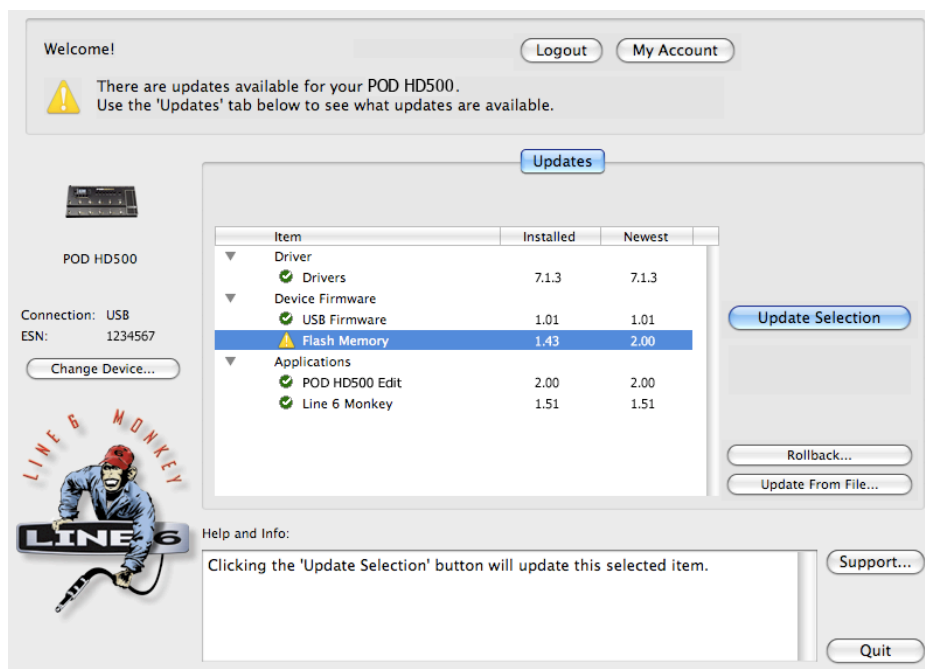 Welcome!
Logout
My Account
There are updates available for your POD HD500.
Use the 'Updates' tab below to see what updates are available.
Updates
POD HD500
Connection: USB
ESN: 1234567
Change Device...
Item Installed Newest
Driver
Drivers 7.1.3 7.1.3
Device Firmware
USB Firmware 1.01 1.01
Flash Memory 1.43 2.00
Applications
POD HD500 Edit 2.00 2.00
Line 6 Monkey 1.51 1.51
Update Selection
Rollback...
Update From File...
LINE 6 MONKEY
6
LINE 6
Help and Info:
Clicking the 'Update Selection' button will update this selected item.
Support...
Quit